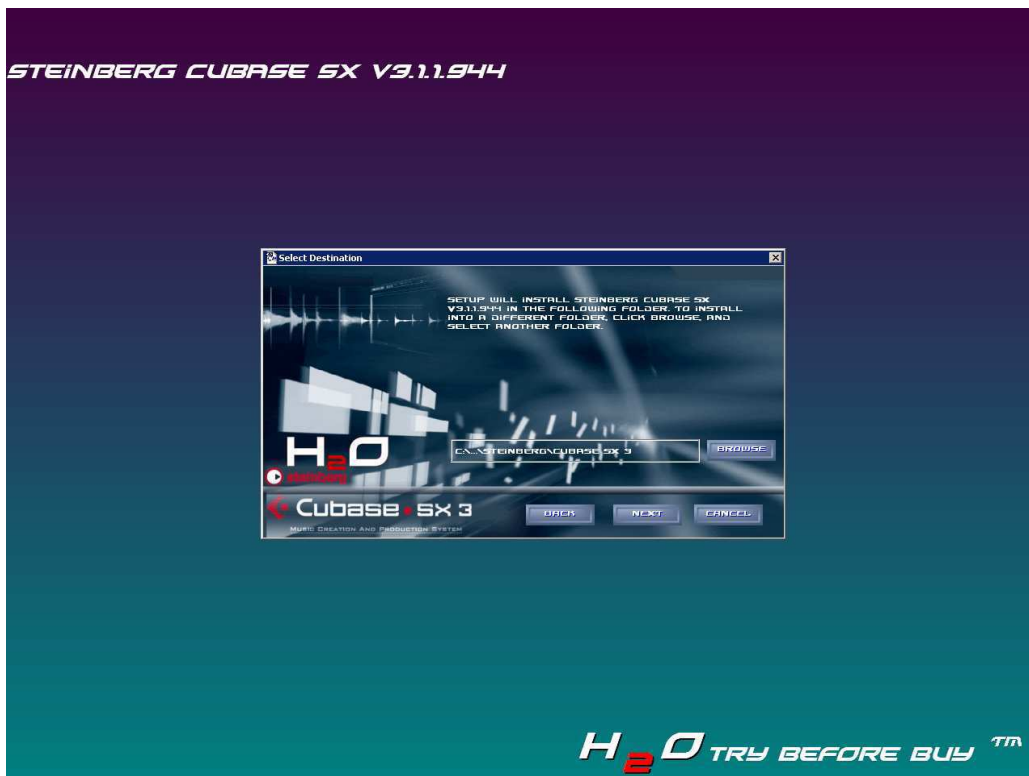 STEiNBERG CUBASE SX V3.1.1.944
Select Destination
SETUP WILL INSTALL STEINBERG CUBASE SX
V3.1.1.944 IN THE FOLLOWING FOLDER. TO INSTALL
INTO A DIFFERENT FOLDER, CLICK BROWSE, AND
SELECT ANOTHER FOLDER.
H2O
C:\...\STEINBERG\CUBASE SX 3
BROWSE
steinberg
Cubase SX 3
MUSIC CREATION AND PRODUCTION SYSTEM
BACK
NEXT
CANCEL
H2O TRY BEFORE BUY TM